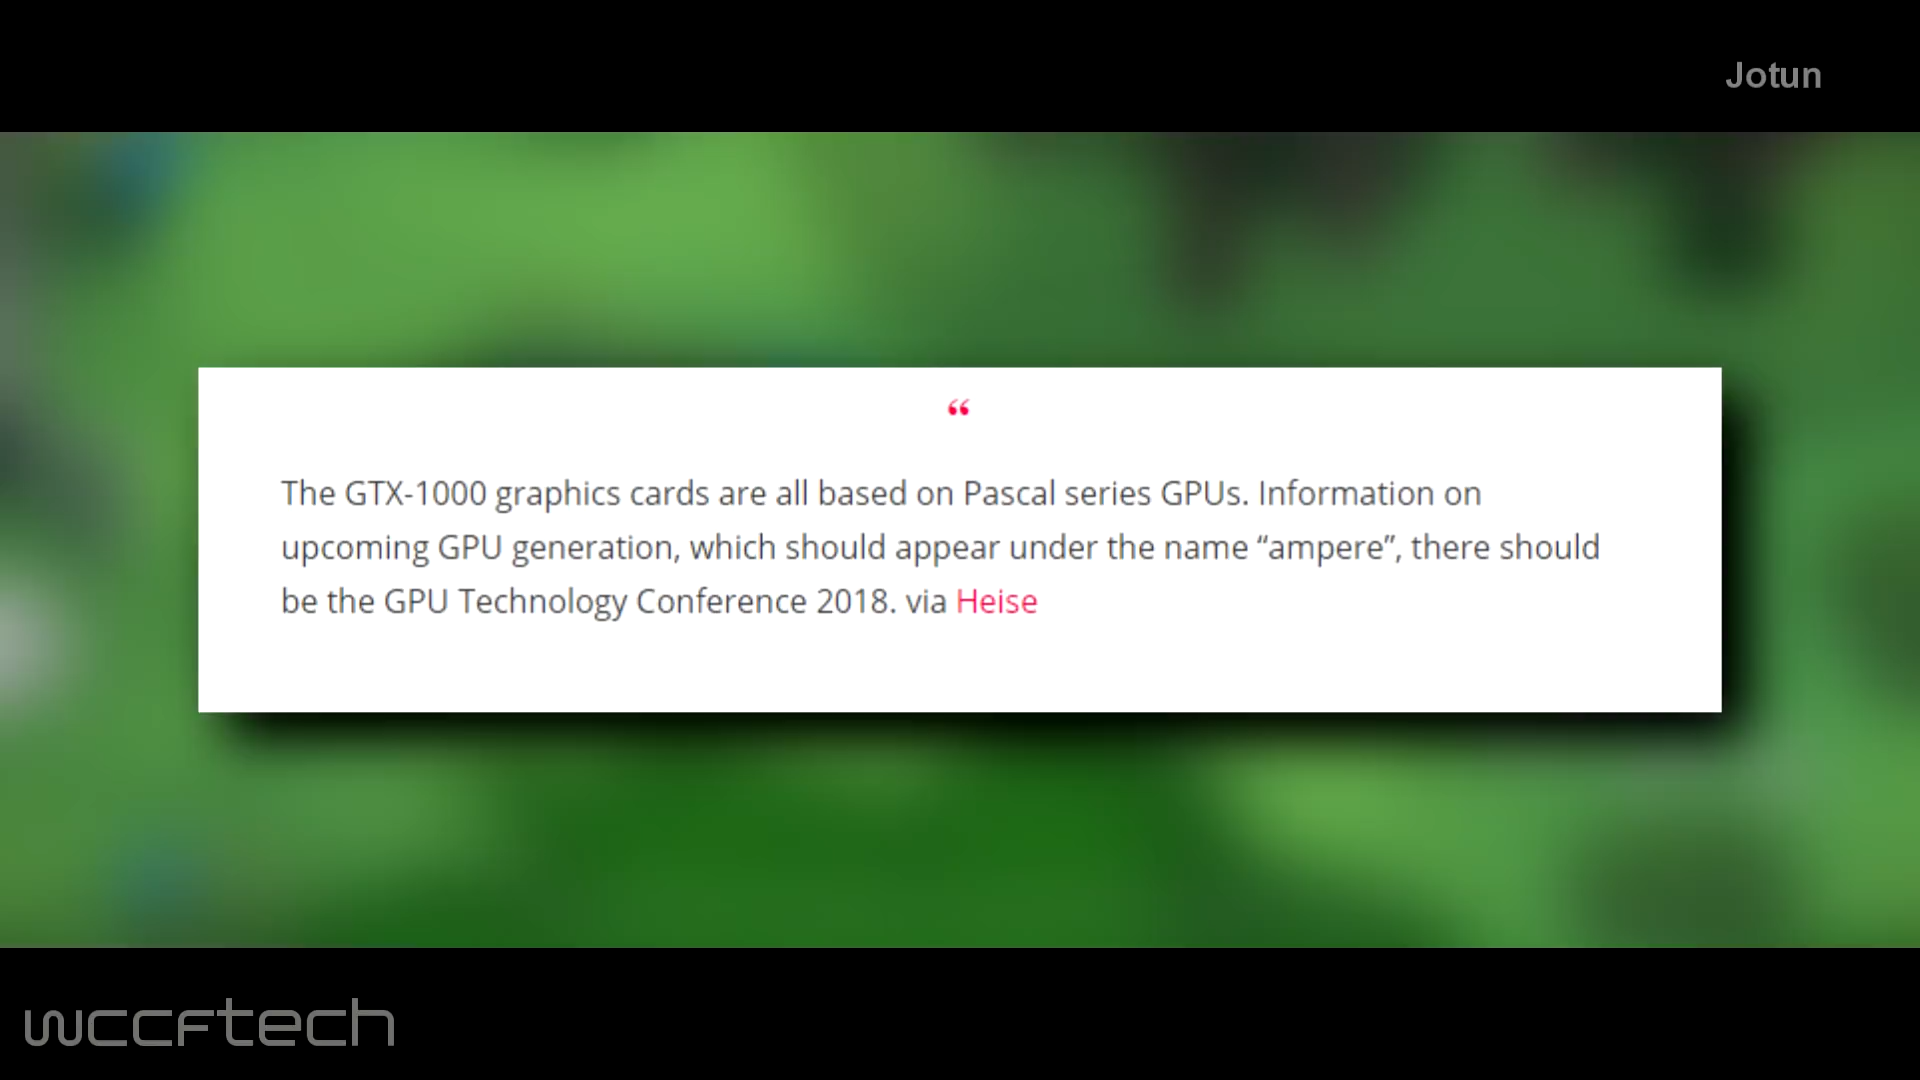 Jotun
“
The GTX-1000 graphics cards are all based on Pascal series GPUs. Information on
upcoming GPU generation, which should appear under the name “ampere”, there should
be the GPU Technology Conference 2018. via Heise
wccftech